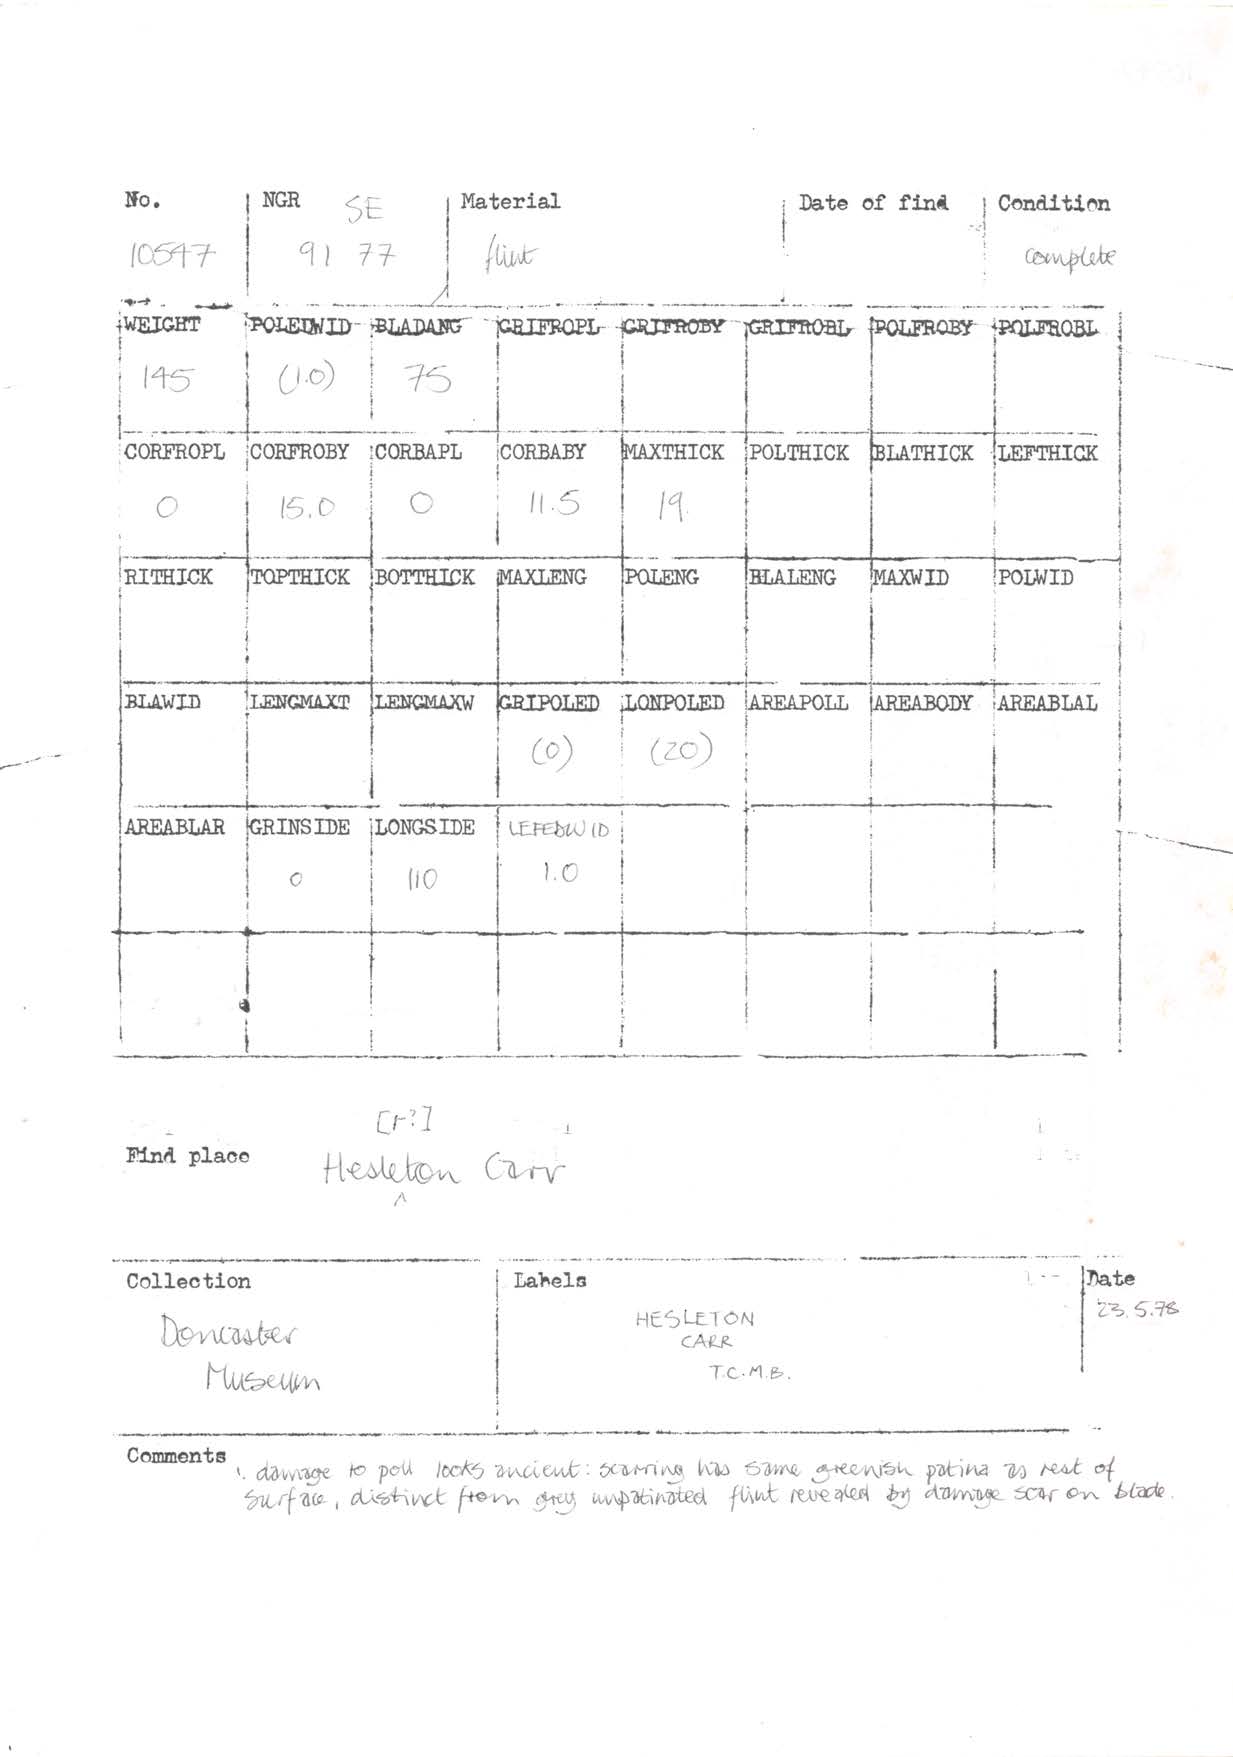 No. NGR SE Material Date of find Condition
10547 91 77 flint complete
WEIGHT POLEDWID BLADANG GRIFROPL GRIFROBY GRIFROBL POLFROBY POLFROBL
145 (1.0) 75
CORFROPL CORFROBY CORBAPL CORBABY MAXTHICK POLTHICK BLATHICK LEFTHICK
0 15.0 0 11.5 19
RITHICK TOPTHICK BOTTHICK MAXLENG POLENG BLALENG MAXWID POLWID
BLAWID LENGMAXT LENGMAXW GRIPOLED LONPOLED AREAPOLL AREABODY AREABLAL
(0) (20)
AREABLAR GRINSIDE LONGSIDE LEFEDWID
0 110 1.0
[r?]
Find place Hesleton Carr
^
Collection Labels Date
Doncaster Museum
HESLETON
CARR
T.C.M.B.
23.5.78
Comments
1. damage to poll looks ancient: scarring has same greenish patina as rest of
surface, distinct from grey unpatinated flint revealed by damage scar on blade.